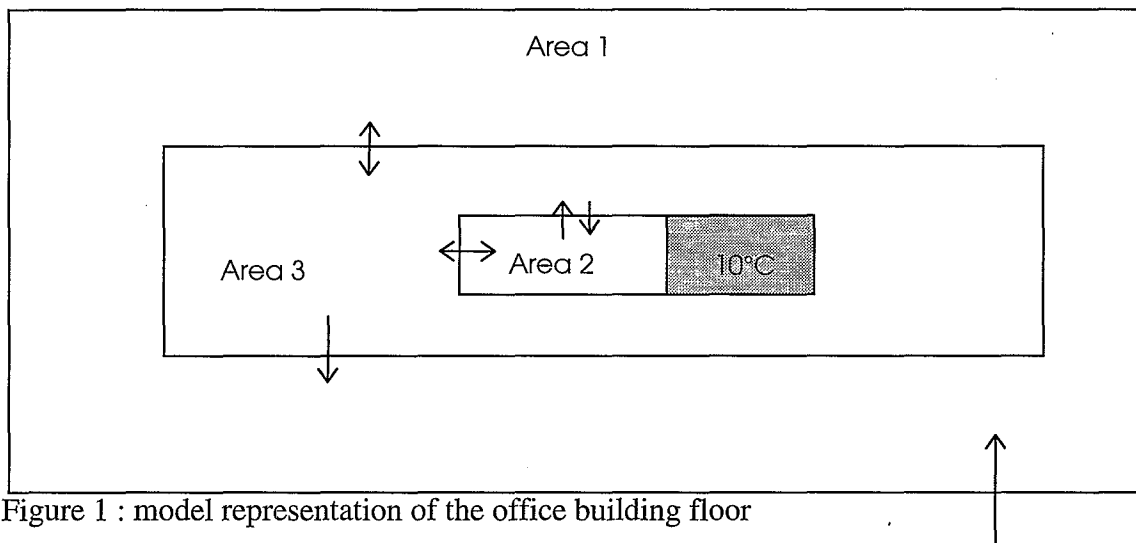 Area 1
Area 3
Area 2
10°C
Figure 1 : model representation of the office building floor